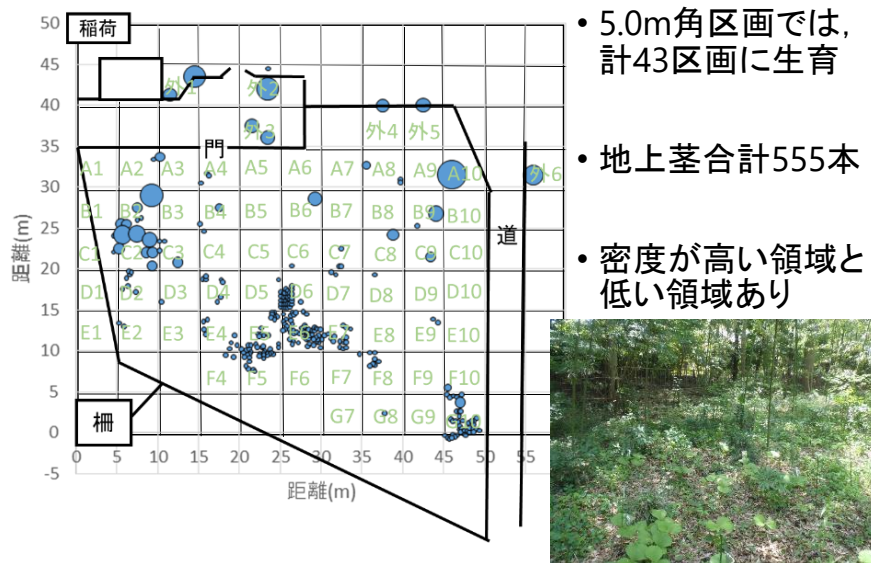 50
45
40
35
30
25
20
15
10
5
0
-5
距離(m)
稲荷
外1
外2
外3
外4
外5
外6
門
A1 A2 A3 A4 A5 A6 A7 A8 A9 A10
B1 B2 B3 B4 B5 B6 B7 B8 B9 B10
C1 C2 C3 C4 C5 C6 C7 C8 C9 C10
D1 D2 D3 D4 D5 D6 D7 D8 D9 D10
E1 E2 E3 E4 E5 E6 E7 E8 E9 E10
F4 F5 F6 F7 F8 F9 F10
G7 G8 G9 G10
道
柵
0 5 10 15 20 25 30 35 40 45 50 55
距離(m)
• 5.0m角区画では,
計43区画に生育
• 地上茎合計555本
• 密度が高い領域と
低い領域あり